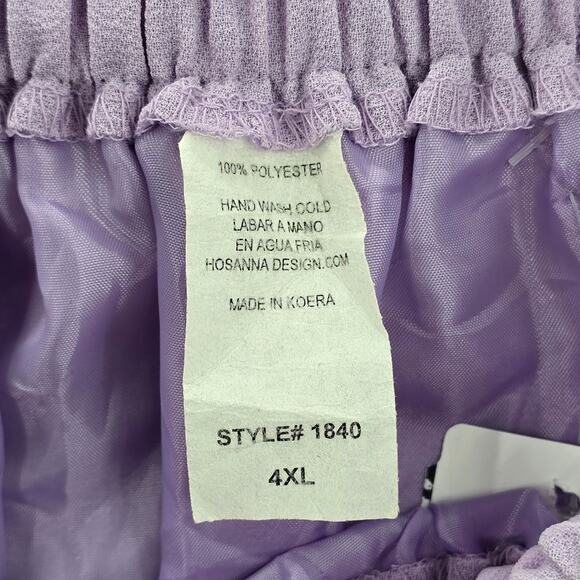 100% POLYESTER
HAND WASH COLD
LABAR A MANO
EN AGUA FRIA
HOSANNA DESIGN.COM
MADE IN KOERA
STYLE# 1840
4XL